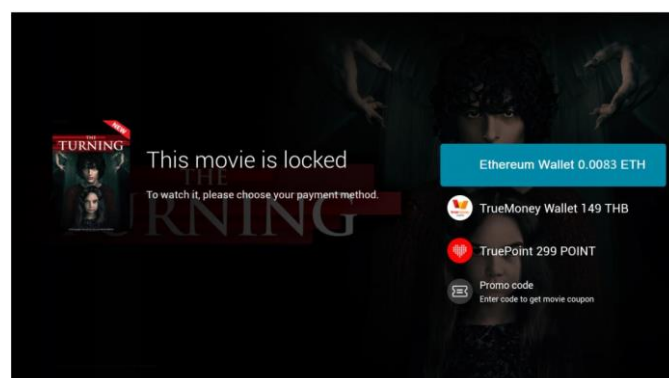 NEW
THE
TURNING
This movie is locked
To watch it, please choose your payment method.
THE
TURNING
Ethereum Wallet 0.0083 ETH
TrueMoney Wallet 149 THB
TruePoint 299 POINT
Promo code
Enter code to get movie coupon